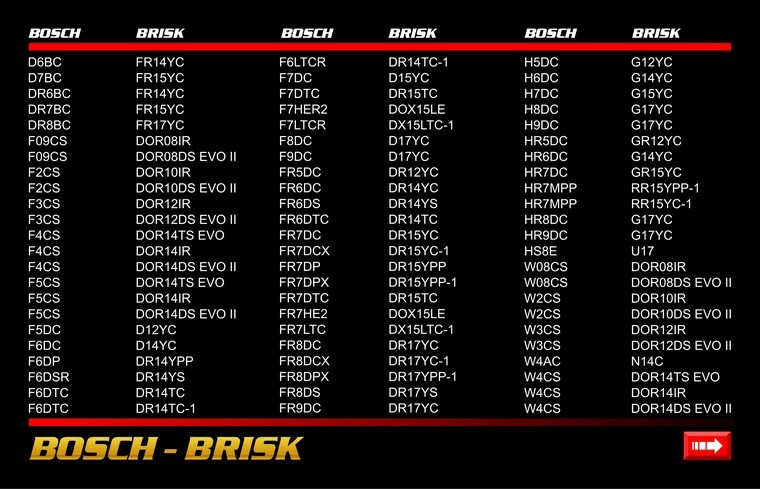 BOSCH BRISK BOSCH BRISK BOSCH BRISK
D6BC FR14YC F6LTCR DR14TC-1 H5DC G12YC
D7BC FR15YC F7DC D15YC H6DC G14YC
DR6BC FR14YC F7DTC DR15TC H7DC G15YC
DR7BC FR15YC F7HER2 DOX15LE H8DC G17YC
DR8BC FR17YC F7LTCR DX15LTC-1 H9DC G17YC
F09CS DOR08IR F8DC D17YC HR5DC GR12YC
F09CS DOR08DS EVO II F9DC D17YC HR6DC G14YC
F2CS DOR10IR FR5DC DR12YC HR7DC GR15YC
F2CS DOR10DS EVO II FR6DC DR14YC HR7MPP RR15YPP-1
F3CS DOR12IR FR6DS DR14YS HR7MPP RR15YC-1
F3CS DOR12DS EVO II FR6DTC DR14TC HR8DC G17YC
F4CS DOR14TS EVO FR7DC DR15YC HR9DC G17YC
F4CS DOR14IR FR7DCX DR15YC-1 HS8E U17
F4CS DOR14DS EVO II FR7DP DR15YPP W08CS DOR08IR
F5CS DOR14TS EVO FR7DPX DR15YPP-1 W08CS DOR08DS EVO II
F5CS DOR14IR FR7DTC DR15TC W2CS DOR10IR
F5CS DOR14DS EVO II FR7HE2 DOX15LE W2CS DOR10DS EVO II
F5DC D12YC FR7LTC DX15LTC-1 W3CS DOR12IR
F6DC D14YC FR8DC DR17YC W3CS DOR12DS EVO II
F6DP DR14YPP FR8DCX DR17YC-1 W4AC N14C
F6DSR DR14YS FR8DPX DR17YPP-1 W4CS DOR14TS EVO
F6DTC DR14TC FR8DS DR17YS W4CS DOR14IR
F6DTC DR14TC-1 FR9DC DR17YC W4CS DOR14DS EVO II
BOSCH - BRISK